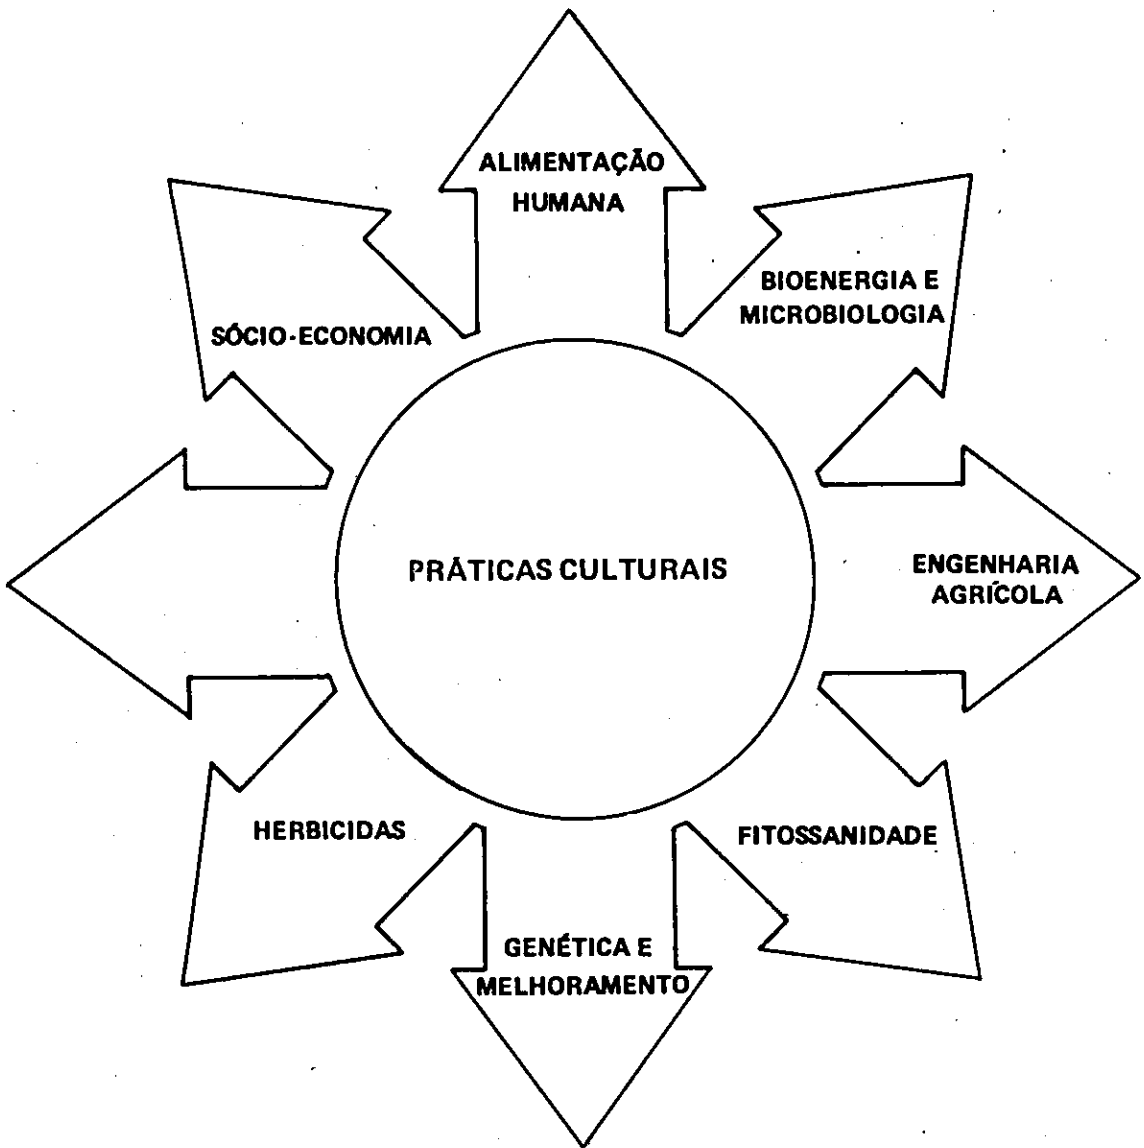 ALIMENTAÇÃO
HUMANA
BIOENERGIA E
MICROBIOLOGIA
SÓCIO-ECONOMIA
PRÁTICAS CULTURAIS
ENGENHARIA
AGRÍCOLA
HERBICIDAS
FITOSSANIDADE
GENÉTICA E
MELHORAMENTO